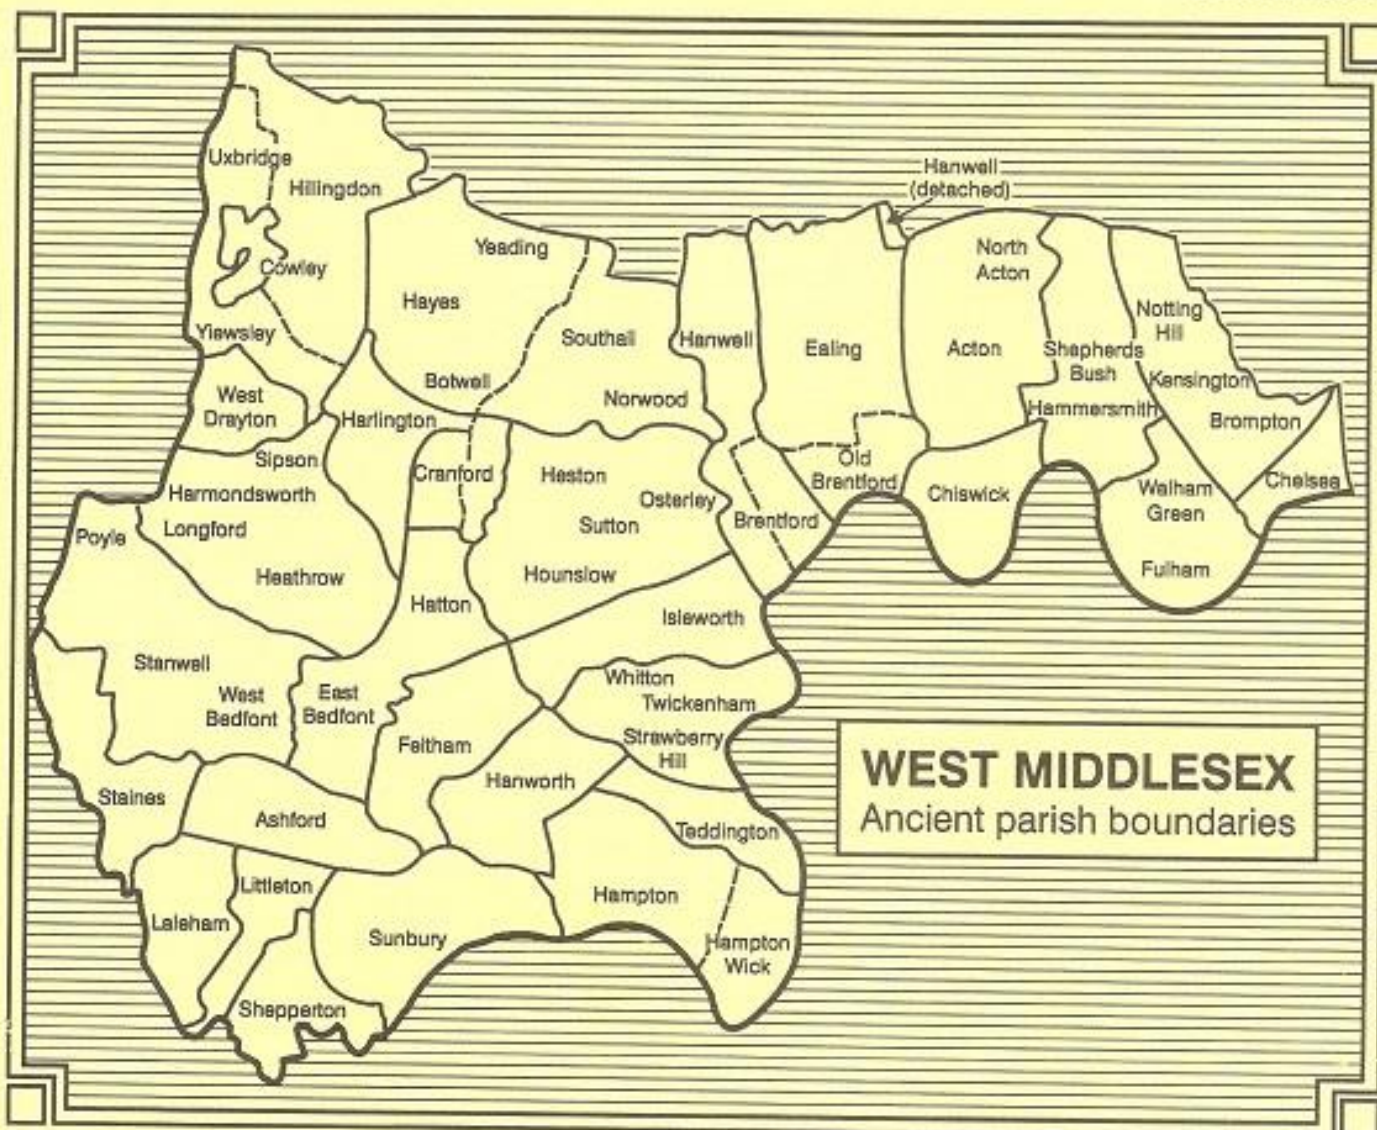 Hanwell
(detached)
Uxbridge
Hillingdon
Yeading
North
Acton
Cowley
Hayes
Notting
Hill
Yiewsley
Southall
Hanwell
Ealing
Acton
Shepherds
Bush
Botwell
Kensington
West
Drayton
Norwood
Harlington
Hammersmith
Brompton
Sipson
Old
Brentford
Cranford
Heston
Chelsea
Harmondsworth
Osterley
Chiswick
Walham
Green
Longford
Sutton
Brentford
Poyle
Heathrow
Hounslow
Fulham
Hatton
Isleworth
Stanwell
Whitton
West
Bedfont
East
Bedfont
Twickenham
Feltham
Strawberry
Hill
WEST MIDDLESEX
Ancient parish boundaries
Hanworth
Staines
Ashford
Teddington
Littleton
Hampton
Laleham
Sunbury
Hampton
Wick
Shepperton